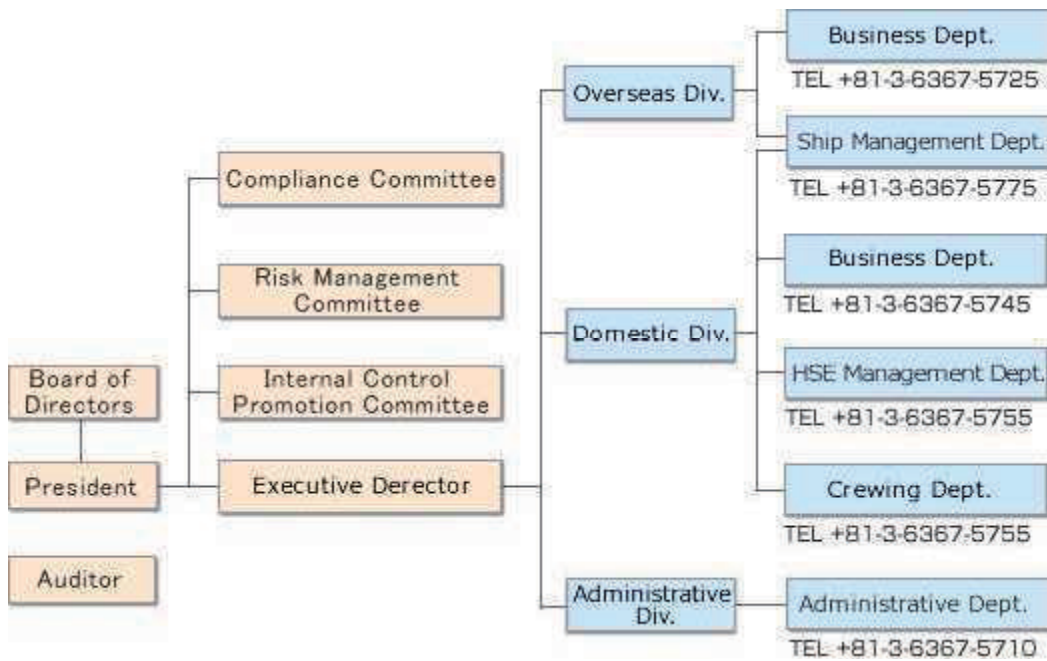 Board of
Directors
President
Auditor
Compliance Committee
Risk Management
Committee
Internal Control
Promotion Committee
Executive Derector
Overseas Div.
Domestic Div.
Administrative
Div.
Business Dept.
TEL +81-3-6367-5725
Ship Management Dept.
TEL +81-3-6367-5775
Business Dept.
TEL +81-3-6367-5745
HSE Management Dept.
TEL +81-3-6367-5755
Crewing Dept.
TEL +81-3-6367-5755
Administrative Dept.
TEL +81-3-6367-5710